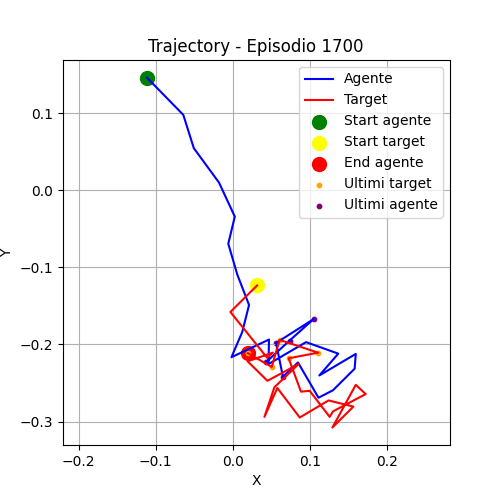 Trajectory - Episodio 1700
Agente
Target
Start agente
Start target
End agente
Ultimi target
Ultimi agente
0.1
0.0
−0.1
−0.2
−0.3
Y
−0.2
−0.1
0.0
0.1
0.2
X